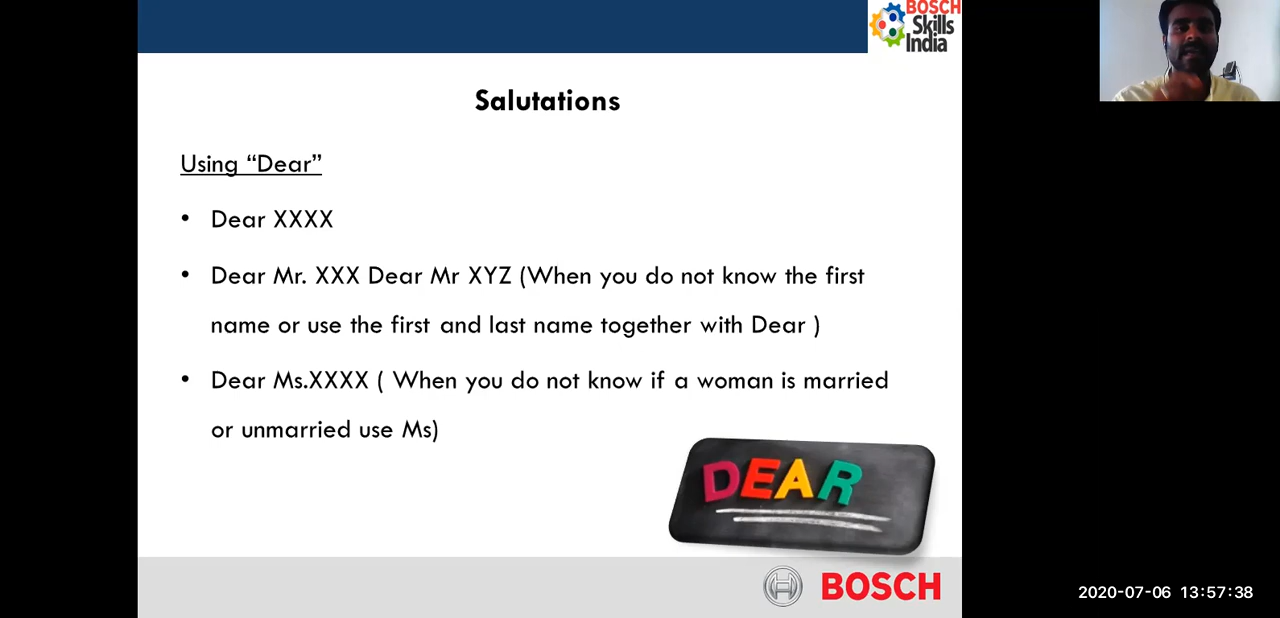 BOSCH
Skills
India
Salutations
Using “Dear”
• Dear XXXX
• Dear Mr. XXX Dear Mr XYZ (When you do not know the first
name or use the first and last name together with Dear )
• Dear Ms.XXXX ( When you do not know if a woman is married
or unmarried use Ms)
DEAR
BOSCH
2020-07-06 13:57:38